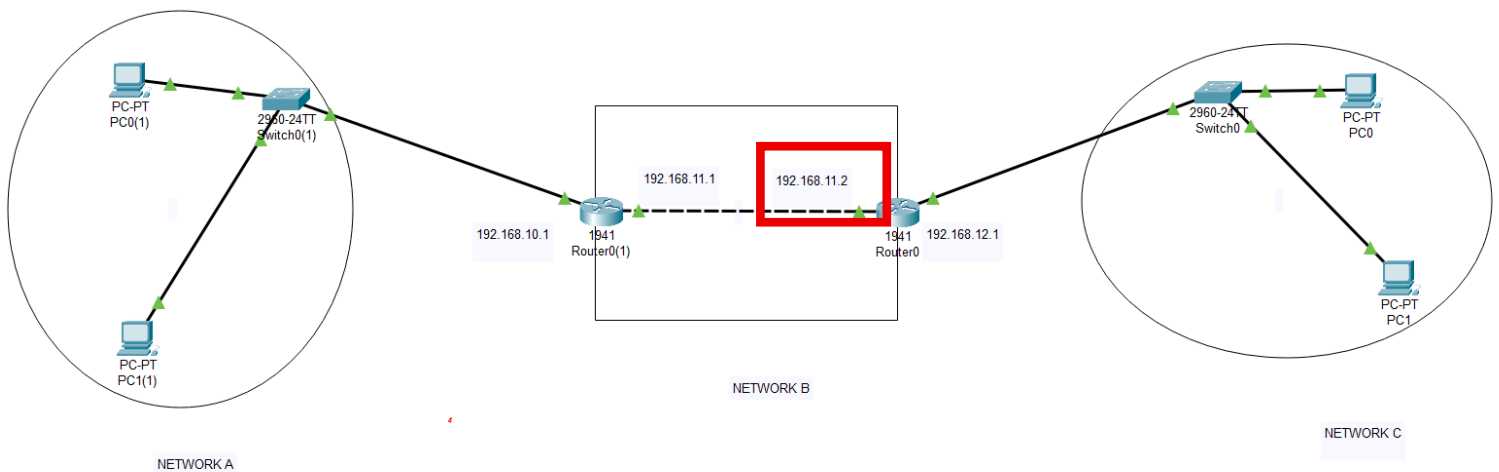 PC-PT
PC0(1)
2960-24TT
Switch0(1)
PC-PT
PC1(1)
NETWORK A
4
192.168.10.1
1941
Router0(1)
192.168.11.1
192.168.11.2
1941
Router0
192.168.12.1
NETWORK B
2960-24TT
Switch0
PC-PT
PC0
PC-PT
PC1
NETWORK C